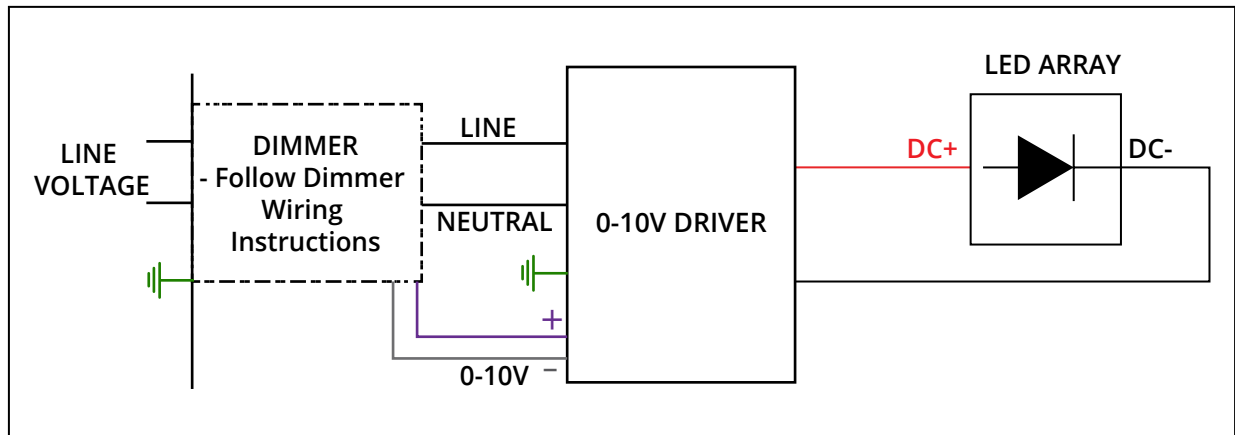 LED ARRAY
LINE
VOLTAGE
DIMMER
- Follow Dimmer
Wiring
Instructions
LINE
NEUTRAL
0-10V DRIVER
DC+
DC-
+
0-10V -